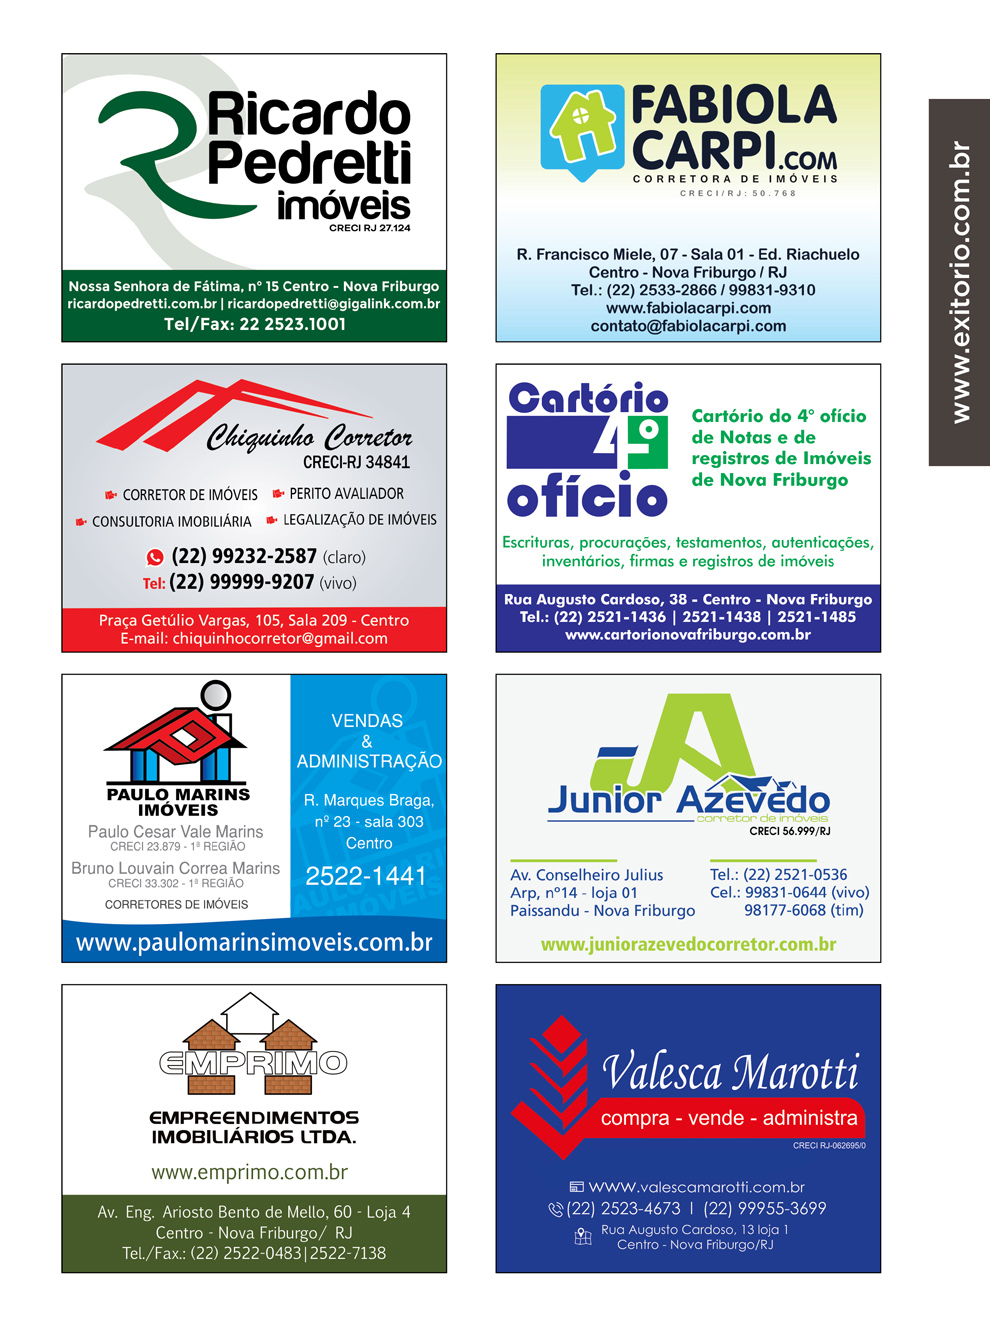 Ricardo
Pedretti
imóveis
CRECI RJ 27.124
Nossa Senhora de Fátima, nº 15 Centro - Nova Friburgo
ricardopedretti.com.br | ricardopedretti@gigalink.com.br
Tel/Fax: 22 2523.1001
FABIOLA
CARPI.COM
CORRETORA DE IMÓVEIS
CRECI/RJ: 50.768
R. Francisco Miele, 07 - Sala 01 - Ed. Riachuelo
Centro - Nova Friburgo / RJ
Tel.: (22) 2533-2866 / 99831-9310
www.fabiolacarpi.com
contato@fabiolacarpi.com
www.exitorio.com.br
Chiquinho Corretor
CRECI-RJ 34841
CORRETOR DE IMÓVEIS
PERITO AVALIADOR
CONSULTORIA IMOBILIÁRIA
LEGALIZAÇÃO DE IMÓVEIS
(22) 99232-2587 (claro)
Tel: (22) 99999-9207 (vivo)
Praça Getúlio Vargas, 105, Sala 209 - Centro
E-mail: chiquinhocorretor@gmail.com
Cartório
4º
ofício
Cartório do 4º ofício
de Notas e de
registros de Imóveis
de Nova Friburgo
Escrituras, procurações, testamentos, autenticações,
inventários, firmas e registros de imóveis
Rua Augusto Cardoso, 38 - Centro - Nova Friburgo
Tel.: (22) 2521-1436 | 2521-1438 | 2521-1485
www.cartorionovafriburgo.com.br
PAULO MARINS
IMÓVEIS
Paulo Cesar Vale Marins
CRECI 23.879 - 1ª REGIÃO
Bruno Louvain Correa Marins
CRECI 33.302 - 1ª REGIÃO
CORRETORES DE IMÓVEIS
VENDAS
&
ADMINISTRAÇÃO
R. Marques Braga,
nº 23 - sala 303
Centro
2522-1441
www.paulomarinsimoveis.com.br
JA
Junior Azevedo
corretor de imóveis
CRECI 56.999/RJ
Av. Conselheiro Julius
Arp, nº14 - loja 01
Paissandu - Nova Friburgo
Tel.: (22) 2521-0536
Cel.: 99831-0644 (vivo)
98177-6068 (tim)
www.juniorazevedocorretor.com.br
EMPRIMO
EMPREENDIMENTOS
IMOBILIÁRIOS LTDA.
www.emprimo.com.br
Av. Eng. Ariosto Bento de Mello, 60 - Loja 4
Centro - Nova Friburgo/ RJ
Tel./Fax.: (22) 2522-0483|2522-7138
Valesca Marotti
compra - vende - administra
CRECI RJ-062695/0
www.valescamarotti.com.br
(22) 2523-4673 | (22) 99955-3699
Rua Augusto Cardoso, 13 loja 1
Centro - Nova Friburgo/RJ